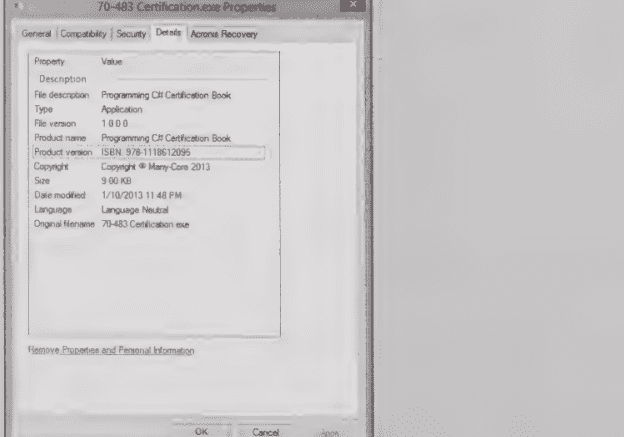 70-483 Certification.exe Properties
General Compatibility Security Details Acronis Recovery
Property Value
Description
File description Programming C# Certification Book
Type Application
File version 1.0.0.0
Product name Programming C# Certification Book
Product version ISBN: 978-1118612095
Copyright Copyright © Many-Core 2013
Size 9.00 KB
Date modified 1/10/2013 11:48 PM
Language Language Neutral
Original filename 70-483 Certification.exe
Remove Properties and Personal Information
OK Cancel Apply